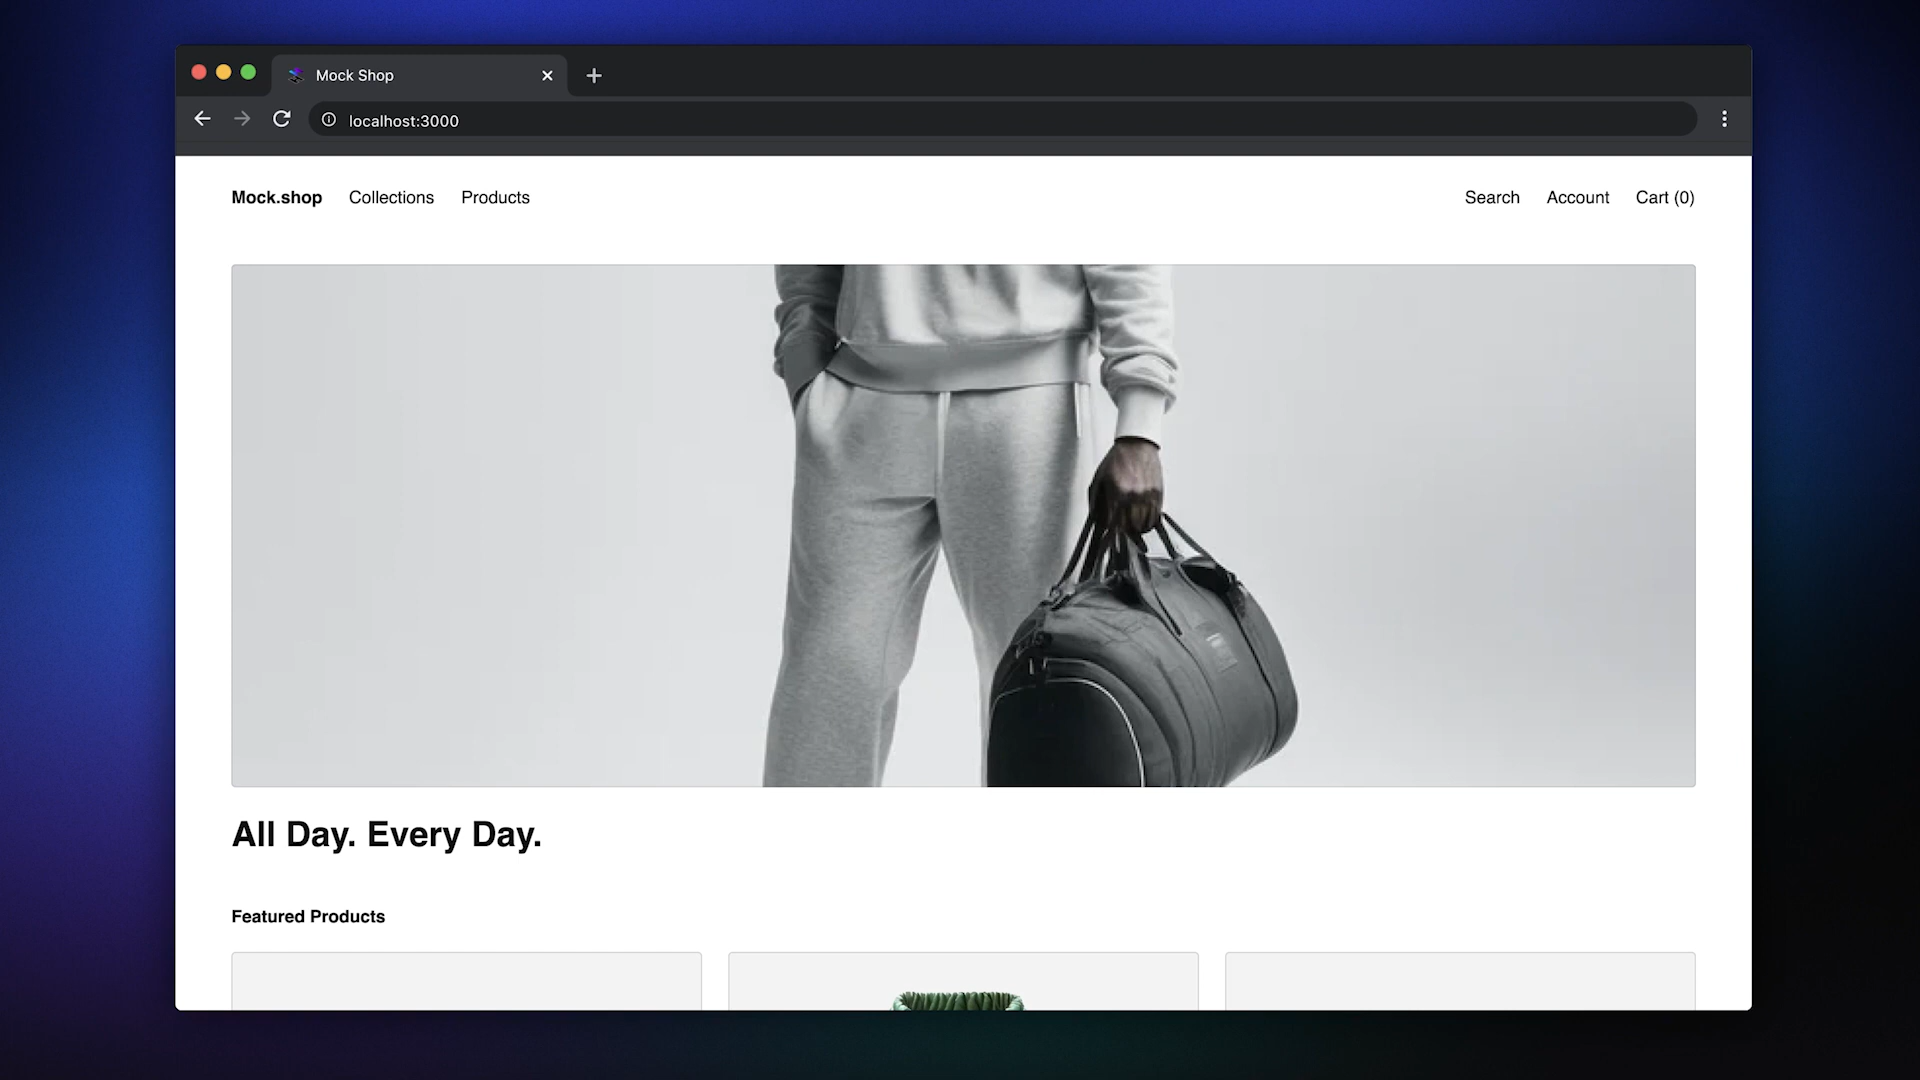 Mock Shop
localhost:3000
Mock.shop Collections Products Search Account Cart (0)
All Day. Every Day.
Featured Products